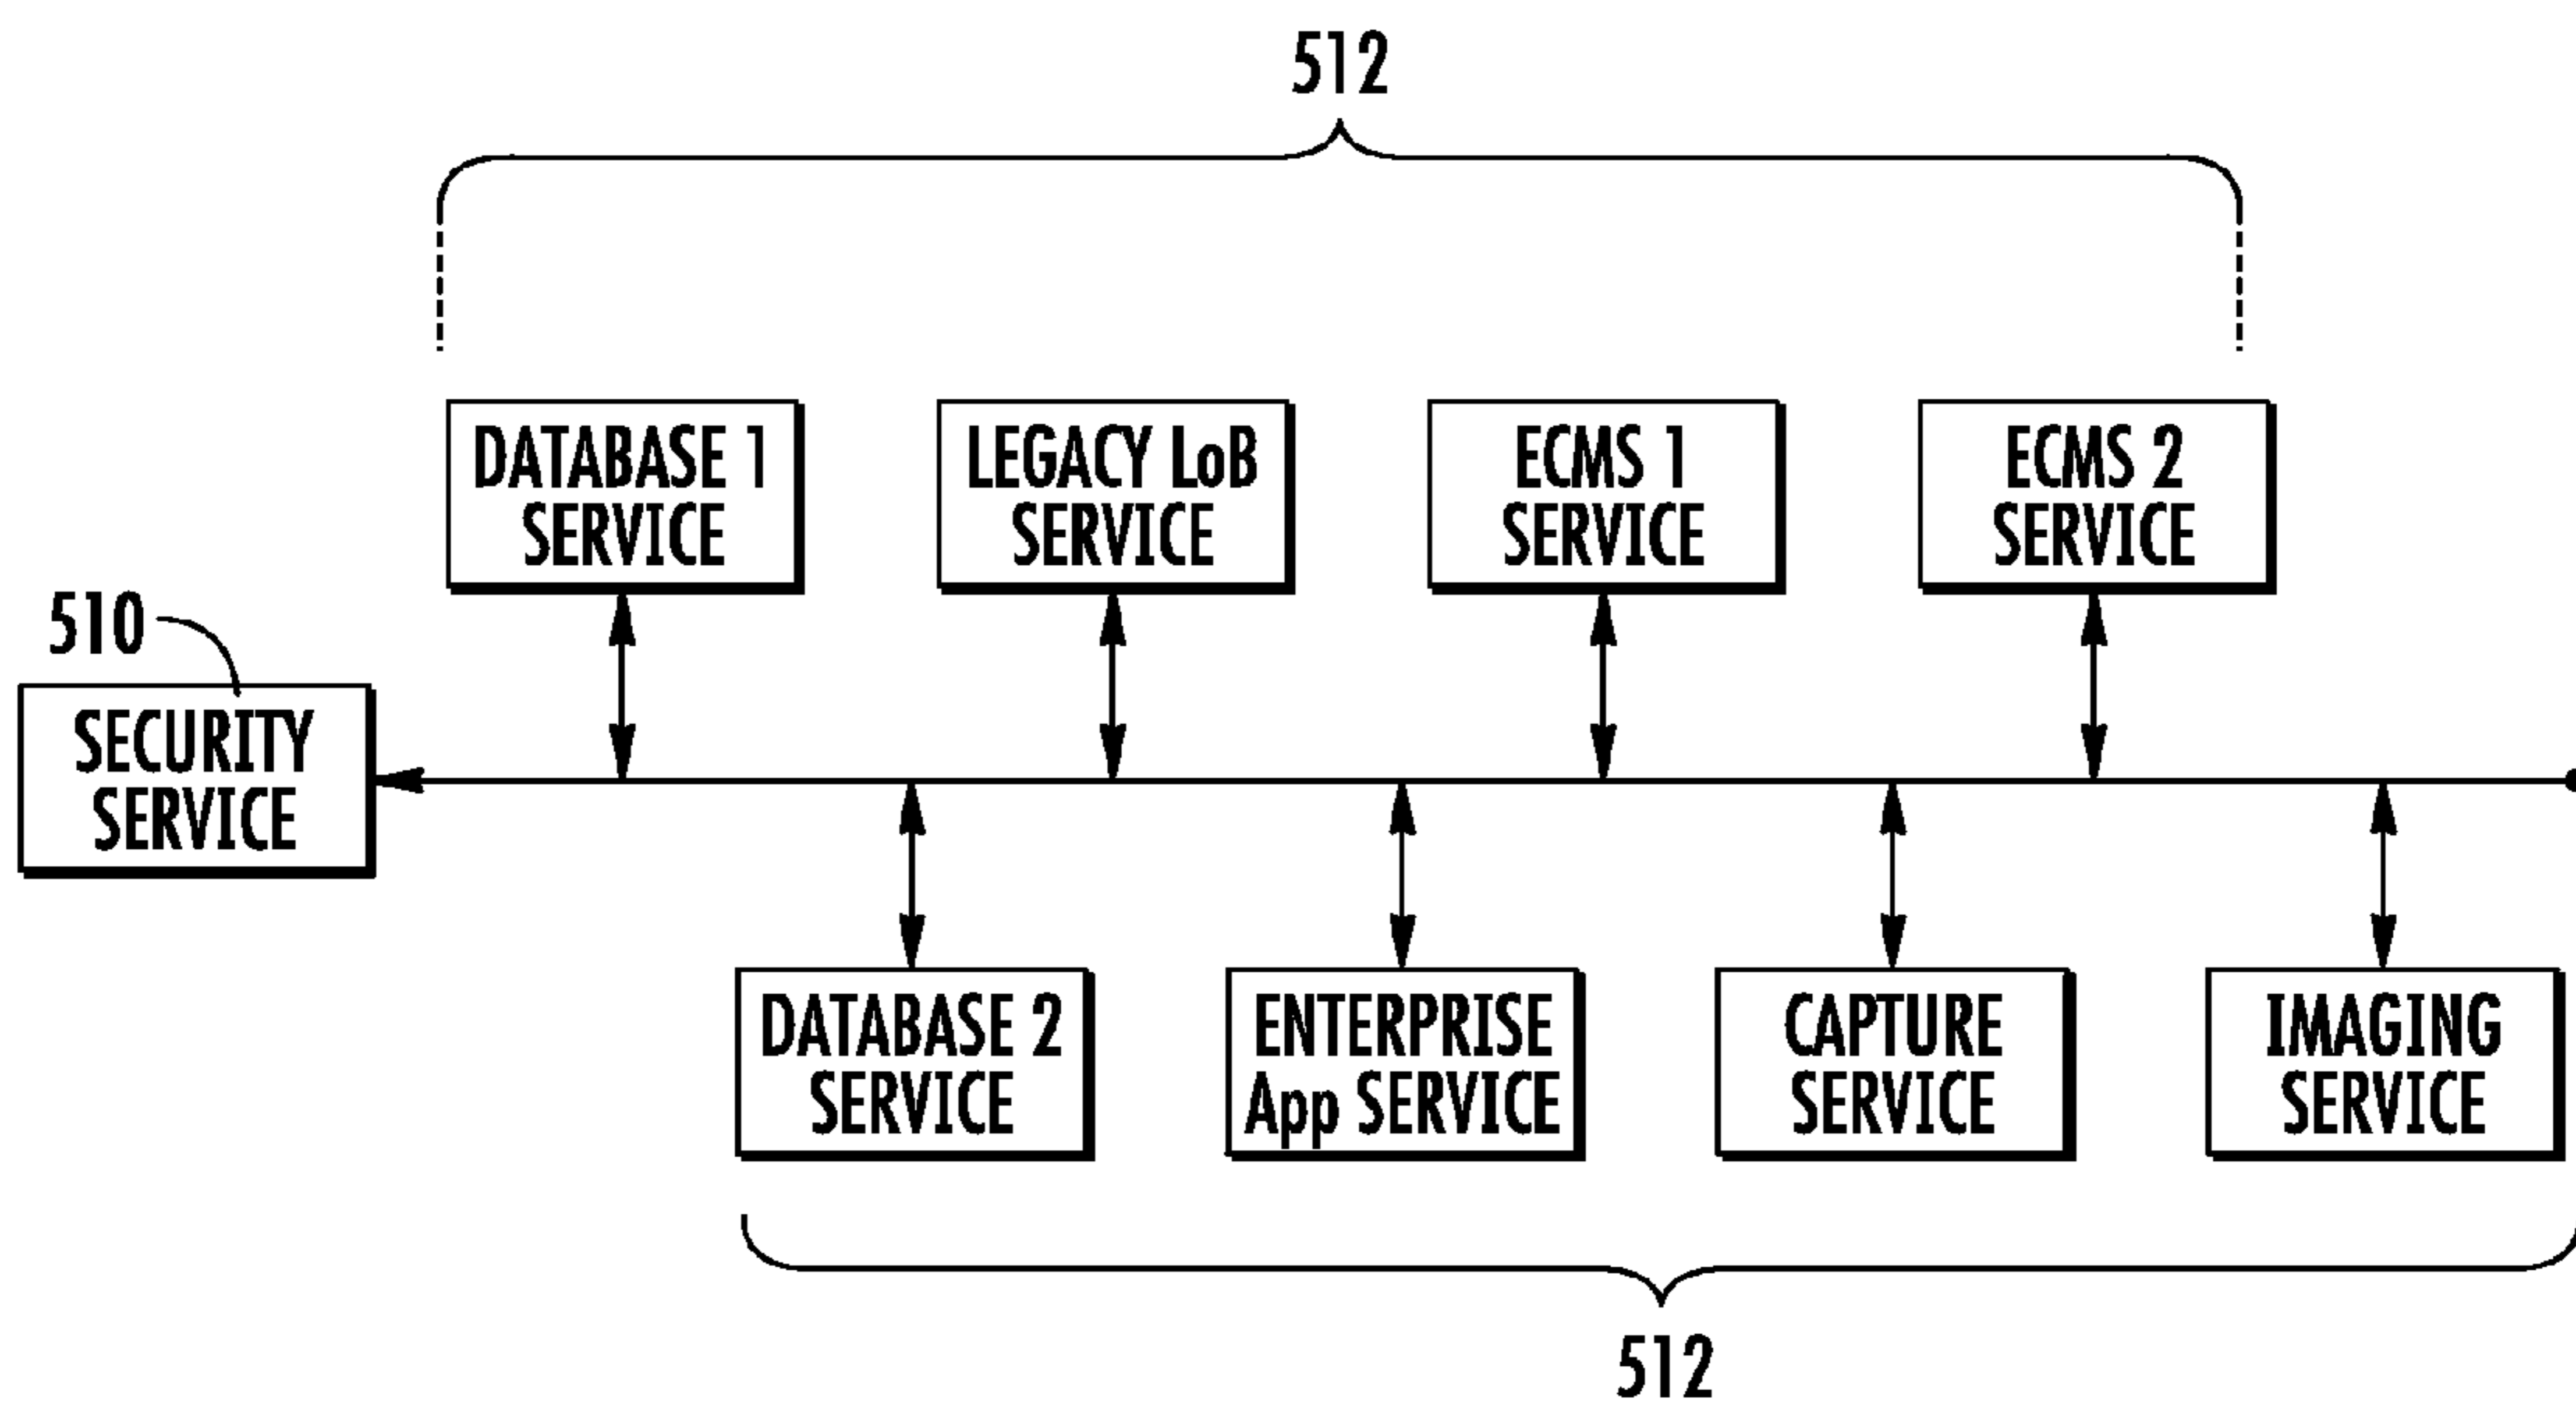 512
DATABASE 1
SERVICE
LEGACY LoB
SERVICE
ECMS 1
SERVICE
ECMS 2
SERVICE
510
SECURITY
SERVICE
DATABASE 2
SERVICE
ENTERPRISE
App SERVICE
CAPTURE
SERVICE
IMAGING
SERVICE
512